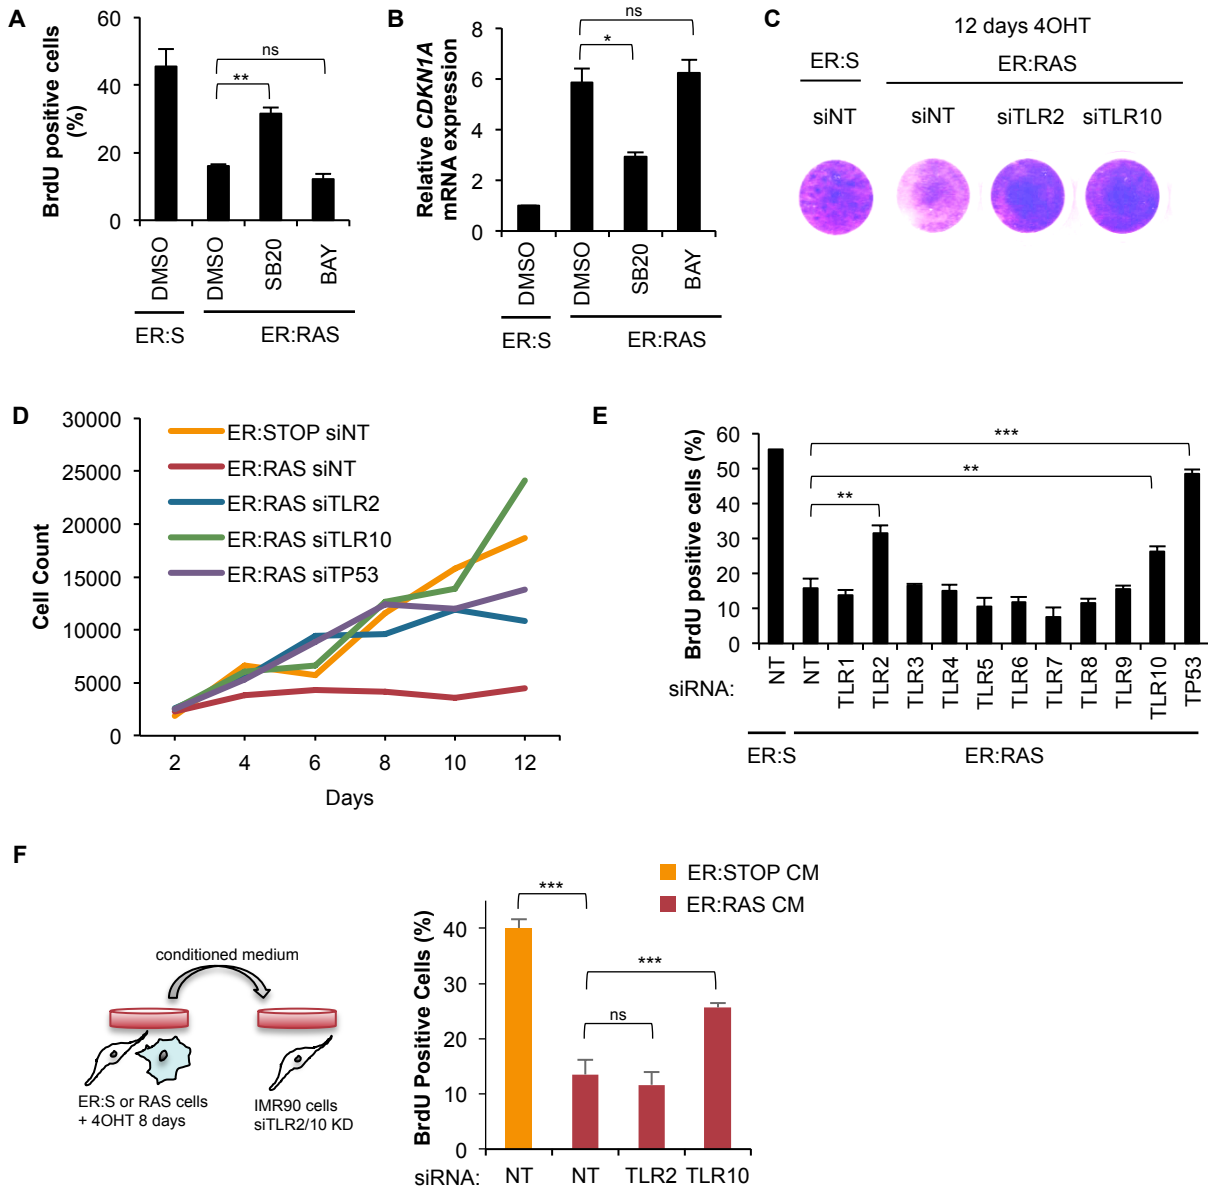 A
BrdU positive cells
(%)
60
40
20
0
ns
**
DMSO
DMSO
SB20
BAY
ER:S
ER:RAS
B
Relative CDKN1A
mRNA expression
8
6
4
2
0
ns
*
DMSO
DMSO
SB20
BAY
ER:S
ER:RAS
C
12 days 4OHT
ER:S
ER:RAS
siNT
siNT
siTLR2
siTLR10
D
Cell Count
30000
25000
20000
15000
10000
5000
0
ER:STOP siNT
ER:RAS siNT
ER:RAS siTLR2
ER:RAS siTLR10
ER:RAS siTP53
2
4
6
8
10
12
Days
E
BrdU positive cells (%)
60
50
40
30
20
10
0
***
**
**
siRNA:
NT
NT
TLR1
TLR2
TLR3
TLR4
TLR5
TLR6
TLR7
TLR8
TLR9
TLR10
TP53
ER:S
ER:RAS
F
conditioned medium
ER:S or RAS cells
+ 4OHT 8 days
IMR90 cells
siTLR2/10 KD
ER:STOP CM
ER:RAS CM
BrdU Positive Cells (%)
40
30
20
10
0
***
***
ns
siRNA:
NT
NT
TLR2
TLR10